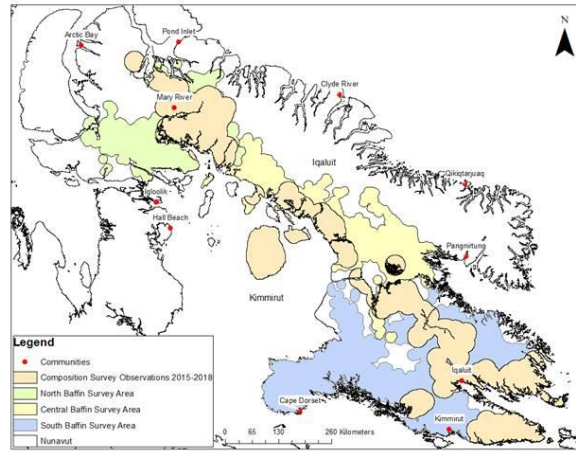 Arctic Bay
Pond Inlet
N
Clyde River
Mary River
Iqaluit
Qikiqtarjuaq
Igloolik
Hall Beach
Pangnirtung
Kimmirut
Legend
Communities
Composition Survey Observations 2015-2018
North Baffin Survey Area
Central Baffin Survey Area
South Baffin Survey Area
Nunavut
Iqaluit
Cape Dorset
Kimmirut
0 65 130 260 Kilometers